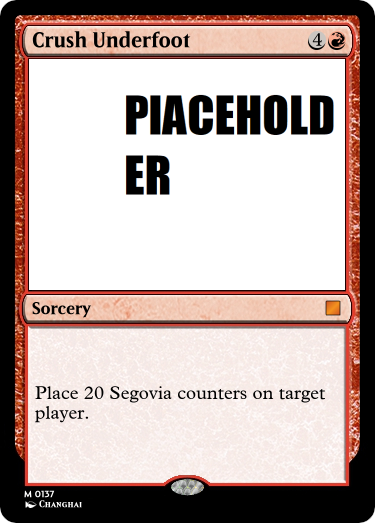 Crush Underfoot 4
PIACEHOLD
ER
Sorcery
Place 20 Segovia counters on target
player.
M 0137
Changhai